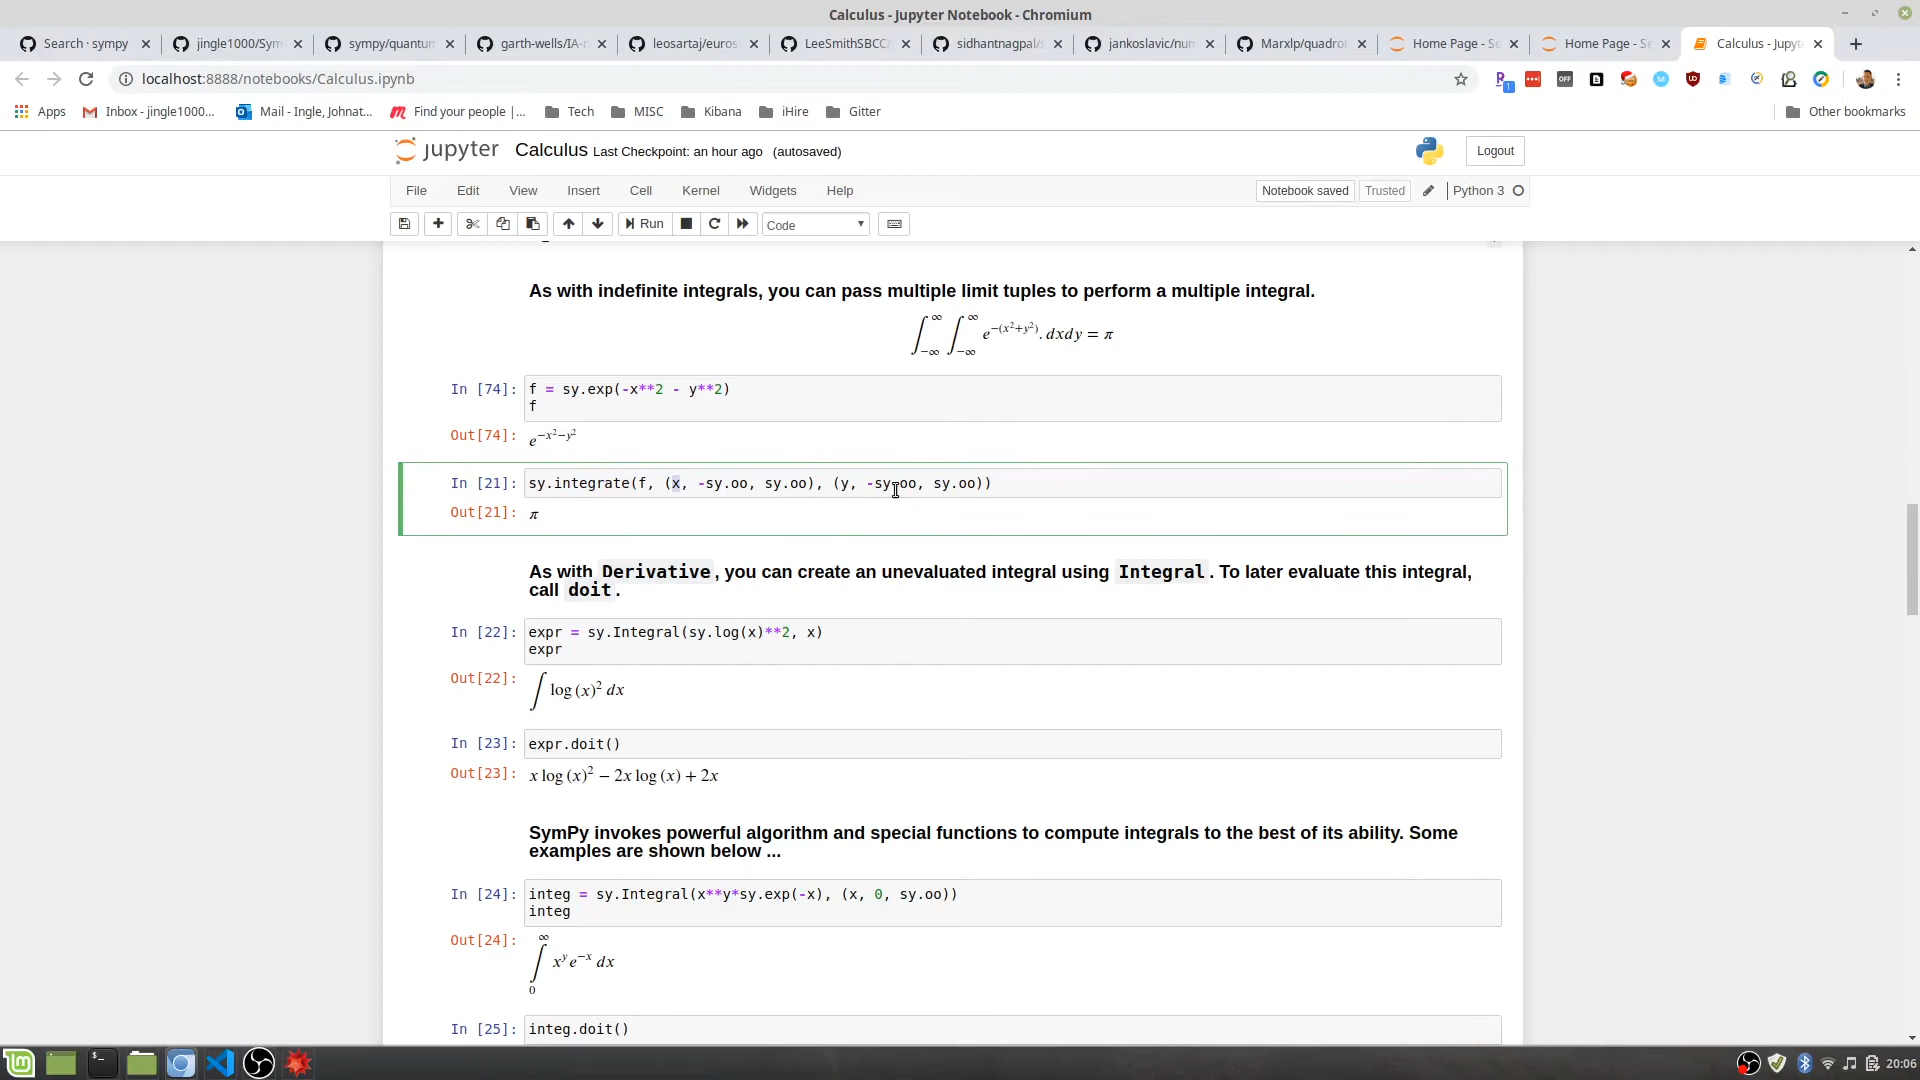 Calculus - Jupyter Notebook - Chromium
Search · sympy
jingle1000/Sym
sympy/quantum
garth-wells/IA-
leosartaj/euros
LeeSmithSBCC/
sidhantnagpal/s
jankoslavic/num
Marxlp/quadrot
Home Page - Se
Home Page - Se
Calculus - Jupyt
localhost:8888/notebooks/Calculus.ipynb
Apps
Inbox - jingle1000...
Mail - Ingle, Johnat...
Find your people |...
Tech
MISC
Kibana
iHire
Gitter
Other bookmarks
jupyter Calculus Last Checkpoint: an hour ago (autosaved)
Logout
File Edit View Insert Cell Kernel Widgets Help
Notebook saved Trusted Python 3
Run Code
As with indefinite integrals, you can pass multiple limit tuples to perform a multiple integral.
∫_{-∞}^{∞} ∫_{-∞}^{∞} e^{-(x^2+y^2)}. dxdy = π
In [74]: f = sy.exp(-x**2 - y**2)
f
Out[74]: e^{-x^2-y^2}
In [21]: sy.integrate(f, (x, -sy.oo, sy.oo), (y, -sy.oo, sy.oo))
Out[21]: π
As with Derivative, you can create an unevaluated integral using Integral. To later evaluate this integral,
call doit.
In [22]: expr = sy.Integral(sy.log(x)**2, x)
expr
Out[22]: ∫ log (x)^2 dx
In [23]: expr.doit()
Out[23]: x log (x)^2 − 2x log (x) + 2x
SymPy invokes powerful algorithm and special functions to compute integrals to the best of its ability. Some
examples are shown below ...
In [24]: integ = sy.Integral(x**y*sy.exp(-x), (x, 0, sy.oo))
integ
Out[24]: ∫_0^∞ x^y e^{-x} dx
In [25]: integ.doit()
20:06